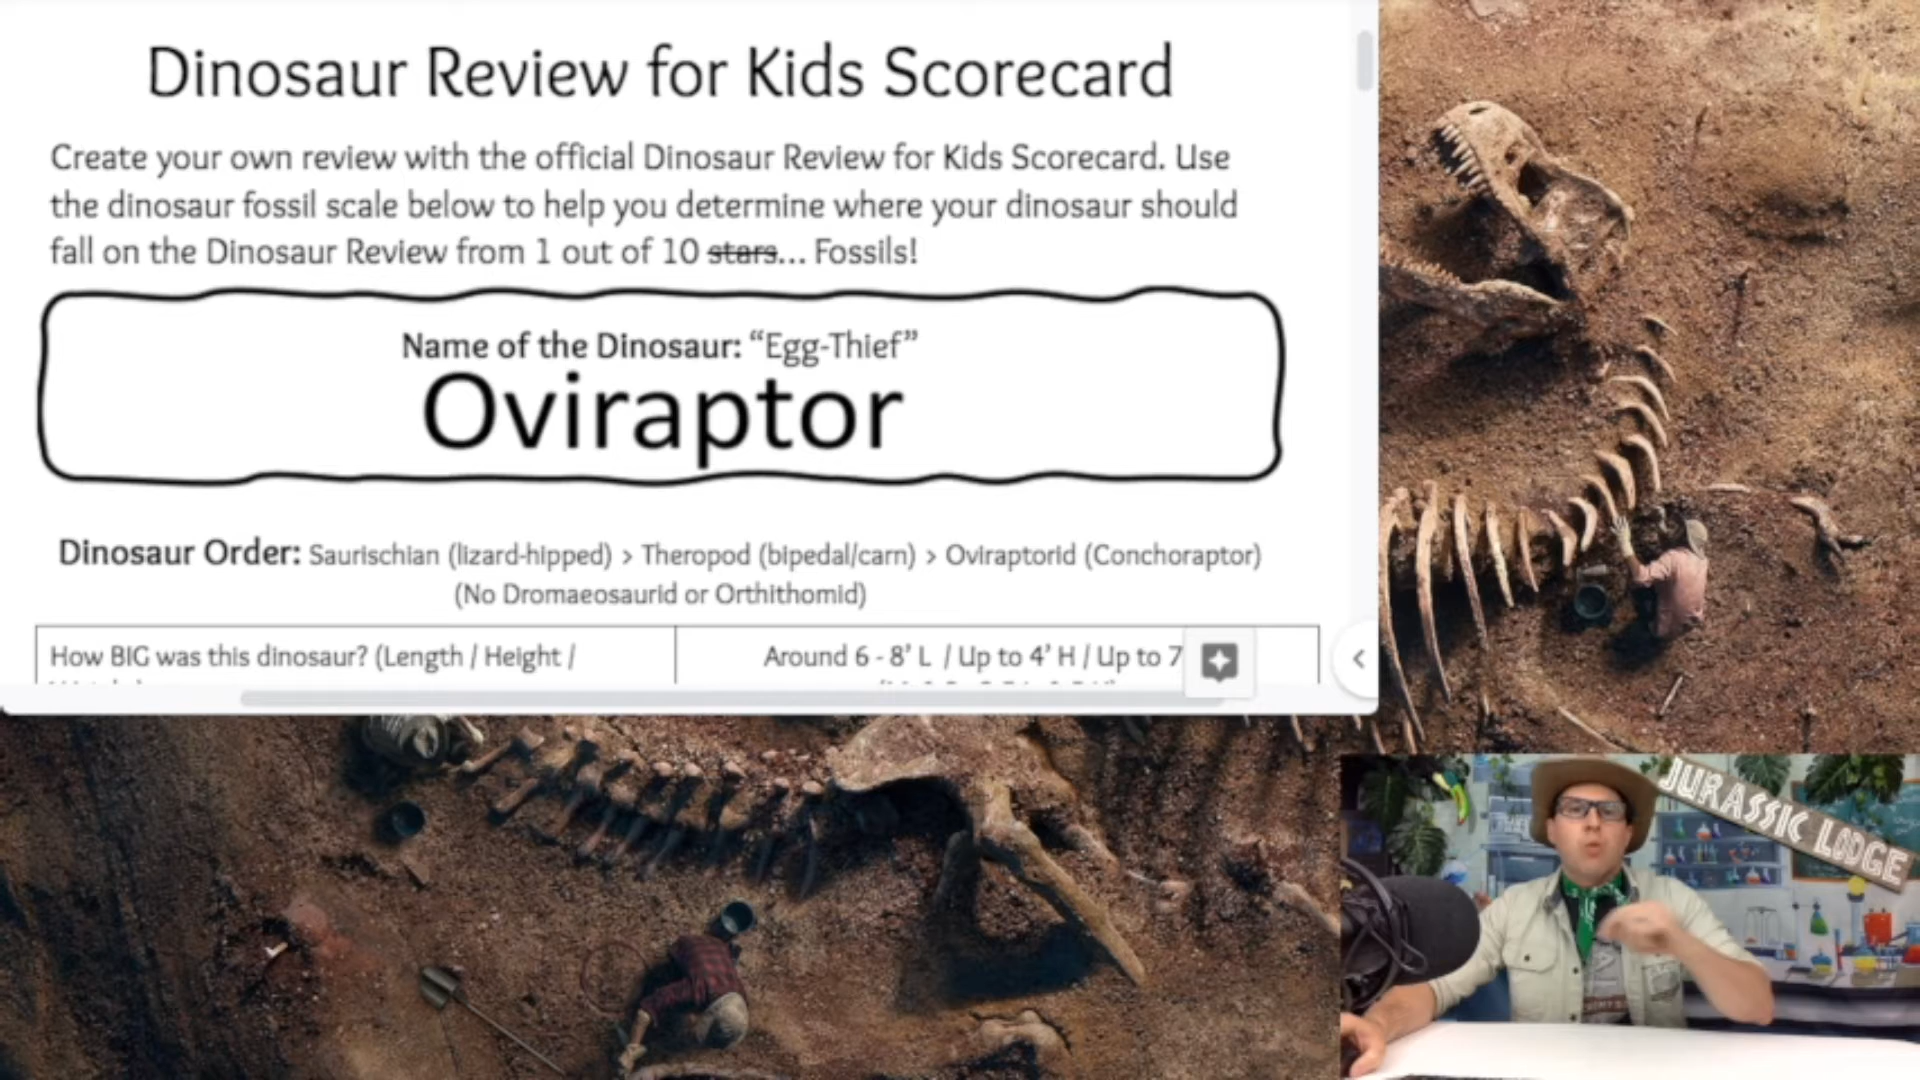 Dinosaur Review for Kids Scorecard
Create your own review with the official Dinosaur Review for Kids Scorecard. Use
the dinosaur fossil scale below to help you determine where your dinosaur should
fall on the Dinosaur Review from 1 out of 10 stars... Fossils!
Name of the Dinosaur: “Egg-Thief”
Oviraptor
Dinosaur Order: Saurischian (lizard-hipped) > Theropod (bipedal/carn) > Oviraptorid (Conchoraptor)
(No Dromaeosaurid or Orthithomid)
How BIG was this dinosaur? (Length / Height /
Around 6 - 8’ L / Up to 4’ H / Up to 7
JURASSIC LODGE